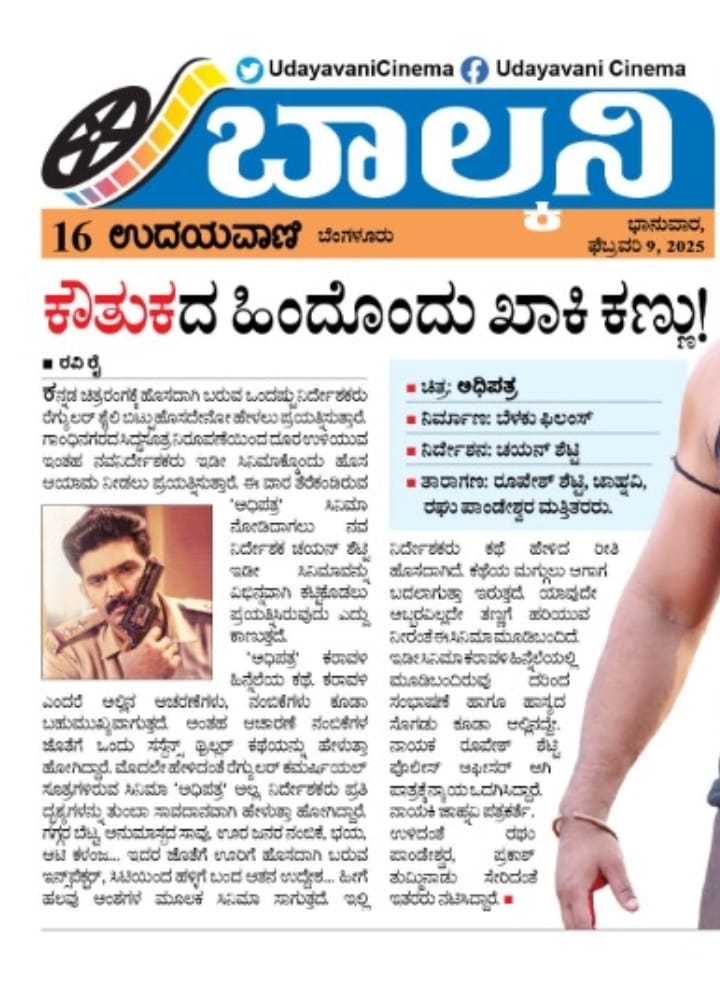 UdayavaniCinema Udayavani Cinema
ಬಾಲ್ಕನಿ
16 ಉದಯವಾಣಿ ಬೆಂಗಳೂರು
ಭಾನುವಾರ,
ಫೆಬ್ರವರಿ 9, 2025
ಕೌತುಕದ ಹಿಂದೊಂದು ಖಾಕಿ ಕಣ್ಣು!
■ ರವಿ ರೈ
ಕನ್ನಡ ಚಿತ್ರರಂಗಕ್ಕೆ ಹೊಸದಾಗಿ ಬರುವ ಒಂದಷ್ಟು ನಿರ್ದೇಶಕರು
ರೆಗ್ಯುಲರ್ ಶೈಲಿ ಬಿಟ್ಟು ಹೊಸದೇನೋ ಹೇಳಲು ಪ್ರಯತ್ನಿಸುತ್ತಾರೆ.
ಗಾಂಧಿನಗರದ ಸಿದ್ಧಸೂತ್ರ ನಿರೂಪಣೆಯಿಂದ ದೂರ ಉಳಿಯುವ
ಇಂತಹ ನವನಿರ್ದೇಶಕರು ಇಡೀ ಸಿನಿಮಾಕ್ಕೊಂದು ಹೊಸ
ಆಯಾಮ ನೀಡಲು ಪ್ರಯತ್ನಿಸುತ್ತಾರೆ. ಈ ವಾರ ತೆರೆಕಂಡಿರುವ
'ಅಧಿಪತ್ರ' ಸಿನಿಮಾ
ನೋಡಿದಾಗಲು ನವ
ನಿರ್ದೇಶಕ ಚಯನ್ ಶೆಟ್ಟಿ
ಇಡೀ ಸಿನಿಮಾವನ್ನು
ವಿಭಿನ್ನವಾಗಿ ಕಟ್ಟಿಕೊಡಲು
ಪ್ರಯತ್ನಿಸಿರುವುದು ಎದ್ದು
ಕಾಣುತ್ತದೆ.
'ಅಧಿಪತ್ರ' ಕರಾವಳಿ
ಹಿನ್ನೆಲೆಯ ಕಥೆ. ಕರಾವಳಿ
ಎಂದರೆ ಅಲ್ಲಿನ ಆಚರಣೆಗಳು, ನಂಬಿಕೆಗಳು ಕೂಡಾ
ಬಹುಮುಖ್ಯವಾಗುತ್ತದೆ. ಅಂತಹ ಆಚಾರಣೆ ನಂಬಿಕೆಗಳ
ಜೊತೆಗೆ ಒಂದು ಸಸ್ಪೆನ್ಸ್ ಥ್ರಿಲ್ಲರ್ ಕಥೆಯನ್ನು ಹೇಳುತ್ತಾ
ಹೋಗಿದ್ದಾರೆ. ಮೊದಲೇ ಹೇಳಿದಂತೆ ರೆಗ್ಯುಲರ್ ಕಮರ್ಷಿಯಲ್
ಸೂತ್ರಗಳಿರುವ ಸಿನಿಮಾ 'ಅಧಿಪತ್ರ' ಅಲ್ಲ. ನಿರ್ದೇಶಕರು ಪ್ರತಿ
ದೃಶ್ಯಗಳನ್ನು ತುಂಬಾ ಸಾವದಾನವಾಗಿ ಹೇಳುತ್ತಾ ಹೋಗಿದ್ದಾರೆ.
ಗಗ್ಗರ ಬೆಟ್ಟ, ಅನುಮಾಸ್ಪದ ಸಾವು, ಊರ ಜನರ ನಂಬಿಕೆ, ಭಯ,
ಆಟಿ ಕಳಂಜ... ಇದರ ಜೊತೆಗೆ ಊರಿಗೆ ಹೊಸದಾಗಿ ಬರುವ
ಇನ್ಸ್‌ಪೆಕ್ಟರ್, ಸಿಟಿಯಿಂದ ಹಳ್ಳಿಗೆ ಬಂದ ಆತನ ಉದ್ದೇಶ... ಹೀಗೆ
ಹಲವು ಅಂಶಗಳ ಮೂಲಕ ಸಿನಿಮಾ ಸಾಗುತ್ತದೆ. ಇಲ್ಲಿ
■ ಚಿತ್ರ: ಅಧಿಪತ್ರ
■ ನಿರ್ಮಾಣ: ಬೆಳಕು ಫಿಲಂಸ್
■ ನಿರ್ದೇಶನ: ಚಯನ್ ಶೆಟ್ಟಿ
■ ತಾರಾಗಣ: ರೂಪೇಶ್ ಶೆಟ್ಟಿ, ಜಾಹ್ನವಿ,
ರಘು ಪಾಂಡೇಶ್ವರ ಮತ್ತಿತರರು.
ನಿರ್ದೇಶಕರು ಕಥೆ ಹೇಳಿದ ರೀತಿ
ಹೊಸದಾಗಿದೆ. ಕಥೆಯ ಮಗ್ಗುಲು ಆಗಾಗ
ಬದಲಾಗುತ್ತಾ ಇರುತ್ತದೆ. ಯಾವುದೇ
ಅಬ್ಬರವಿಲ್ಲದೇ ತಣ್ಣಗೆ ಹರಿಯುವ
ನೀರಂತೆ ಈ ಸಿನಿಮಾ ಮೂಡಿಬಂದಿದೆ.
ಇಡೀ ಸಿನಿಮಾ ಕರಾವಳಿ ಹಿನ್ನೆಲೆಯಲ್ಲಿ
ಮೂಡಿಬಂದಿರುವು ದರಿಂದ
ಸಂಭಾಷಣೆ ಹಾಗೂ ಹಾಸ್ಯದ
ಸೊಗಡು ಕೂಡಾ ಅಲ್ಲಿನದ್ದೇ.
ನಾಯಕ ರೂಪೇಶ್ ಶೆಟ್ಟಿ
ಪೊಲೀಸ್ ಆಫೀಸರ್ ಆಗಿ
ಪಾತ್ರಕ್ಕೆ ನ್ಯಾಯ ಒದಗಿಸಿದ್ದಾರೆ.
ನಾಯಕಿ ಜಾಹ್ನವಿ ಪತ್ರಕರ್ತೆ.
ಉಳಿದಂತೆ ರಘು
ಪಾಂಡೇಶ್ವರ, ಪ್ರಕಾಶ್
ತುಮ್ಮಿನಾಡು ಸೇರಿದಂತೆ
ಇತರರು ನಟಿಸಿದ್ದಾರೆ. ■